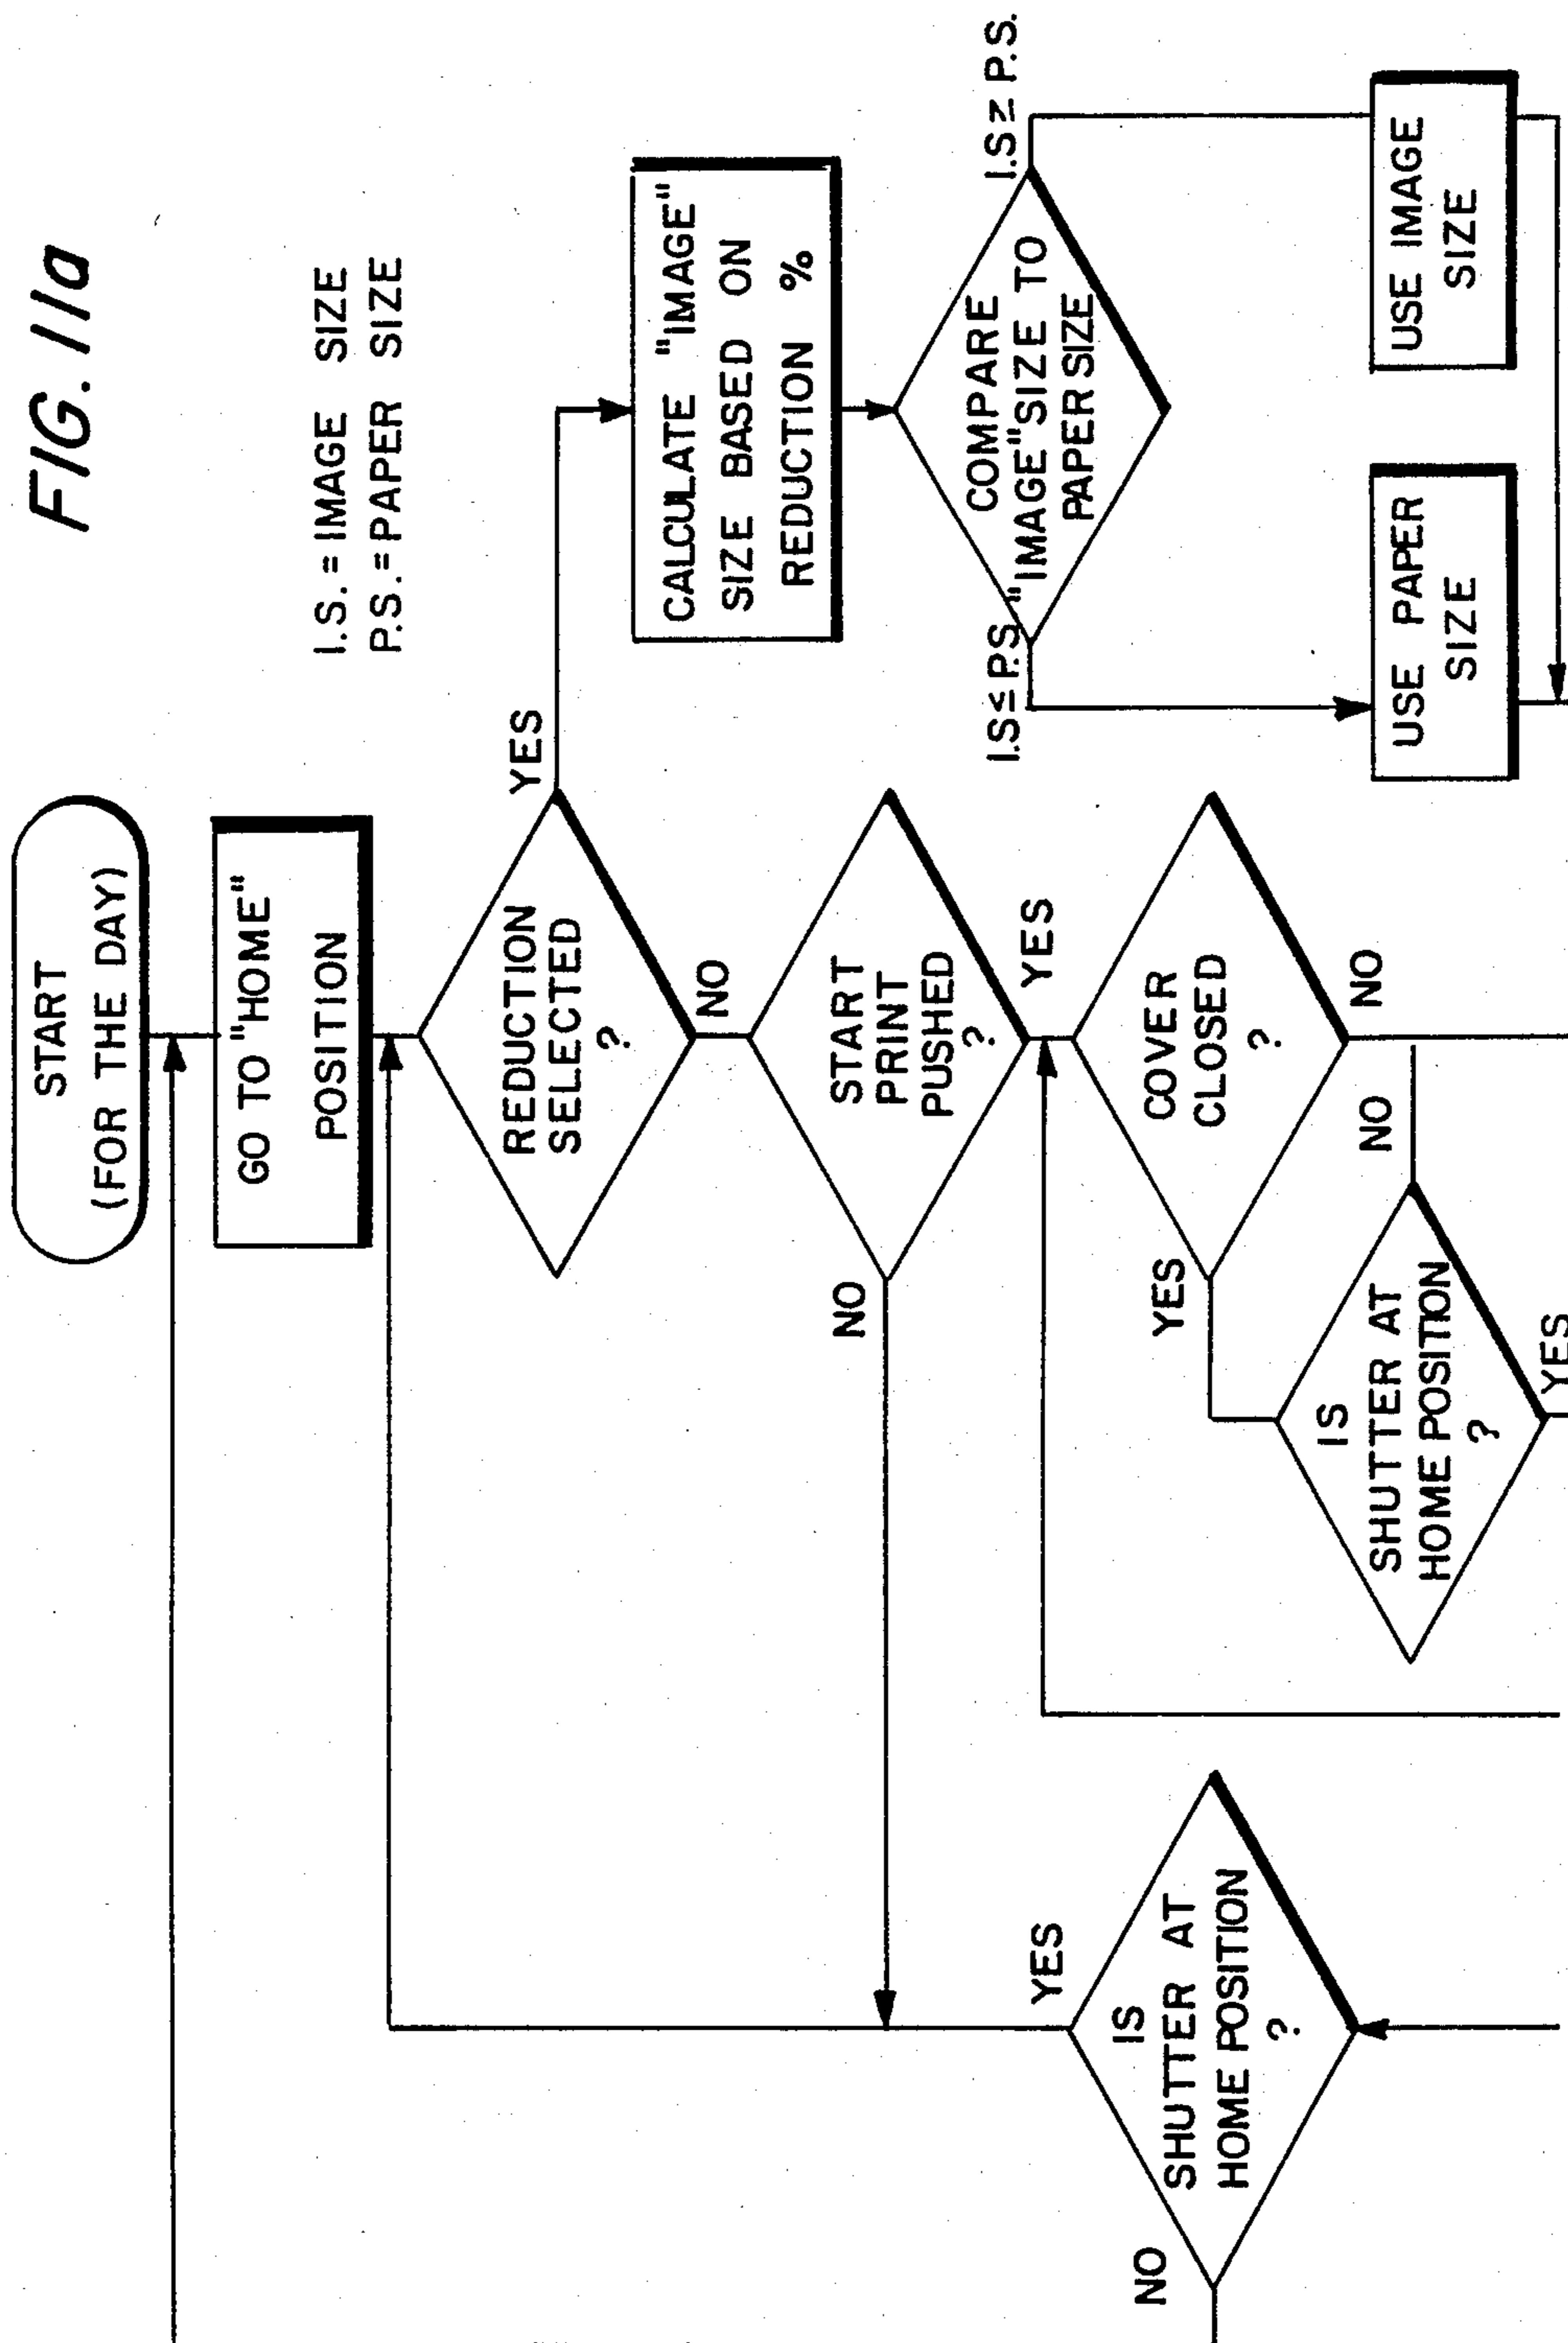 FIG. 11a
I.S. = IMAGE SIZE
P.S. = PAPER SIZE
START
(FOR THE DAY)
GO TO "HOME"
POSITION
REDUCTION
SELECTED
?
YES
NO
CALCULATE "IMAGE"
SIZE BASED ON
REDUCTION %
START
PRINT
PUSHED
?
NO
YES
COMPARE
"IMAGE" SIZE TO
PAPER SIZE
I.S ≤ P.S.
I.S ≥ P.S.
USE PAPER
SIZE
USE IMAGE
SIZE
COVER
CLOSED
?
YES
NO
IS
SHUTTER AT
HOME POSITION
?
NO
YES
IS
SHUTTER AT
HOME POSITION
?
YES
NO